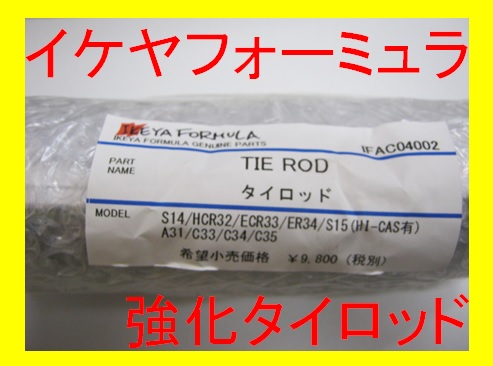 イケヤフォーミュラ
IKEYA FORMULA
IKEYA FORMULA GENUINE PARTS
IFAC04002
PART NAME
TIE ROD
タイロッド
MODEL
S14/HCR32/ECR33/ER34/S15(HI-CAS有)
A31/C33/C34/C35
希望小売価格 ￥9,800 (税別)
強化タイロッド